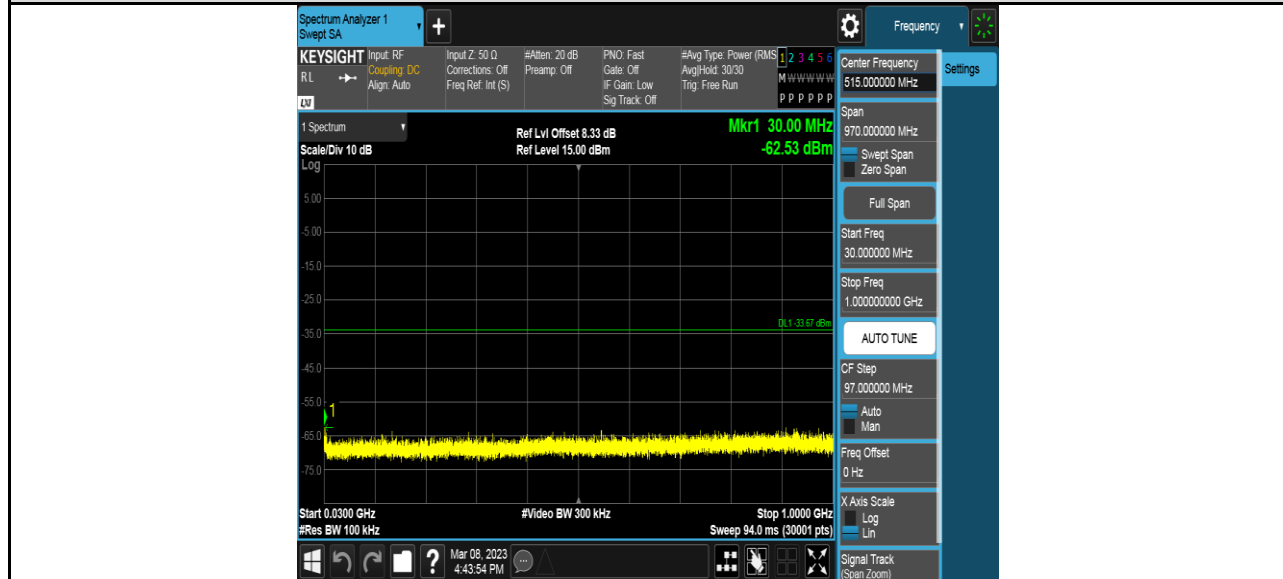 Spectrum Analyzer 1
Swept SA
+
Frequency
KEYSIGHT
Input: RF
Coupling: DC
Align: Auto
Input Z: 50 Ω
Corrections: Off
Freq Ref: Int (S)
#Atten: 20 dB
Preamp: Off
PNO: Fast
Gate: Off
IF Gain: Low
Sig Track: Off
#Avg Type: Power (RMS
Avg|Hold: 30/30
Trig: Free Run
1 2 3 4 5 6
M W W W W W
P P P P P P
R L
LXI
1 Spectrum
Scale/Div 10 dB
Log
Ref Lvl Offset 8.33 dB
Ref Level 15.00 dBm
Mkr1 30.00 MHz
-62.53 dBm
5.00
-5.00
-15.0
-25.0
DL1 -33.67 dBm
-35.0
-45.0
-55.0
1
-65.0
-75.0
Start 0.0300 GHz
#Res BW 100 kHz
#Video BW 300 kHz
Stop 1.0000 GHz
Sweep 94.0 ms (30001 pts)
?
Mar 08, 2023
4:43:54 PM
Center Frequency
515.000000 MHz
Settings
Span
970.000000 MHz
Swept Span
Zero Span
Full Span
Start Freq
30.000000 MHz
Stop Freq
1.000000000 GHz
AUTO TUNE
CF Step
97.000000 MHz
Auto
Man
Freq Offset
0 Hz
X Axis Scale
Log
Lin
Signal Track
(Span Zoom)